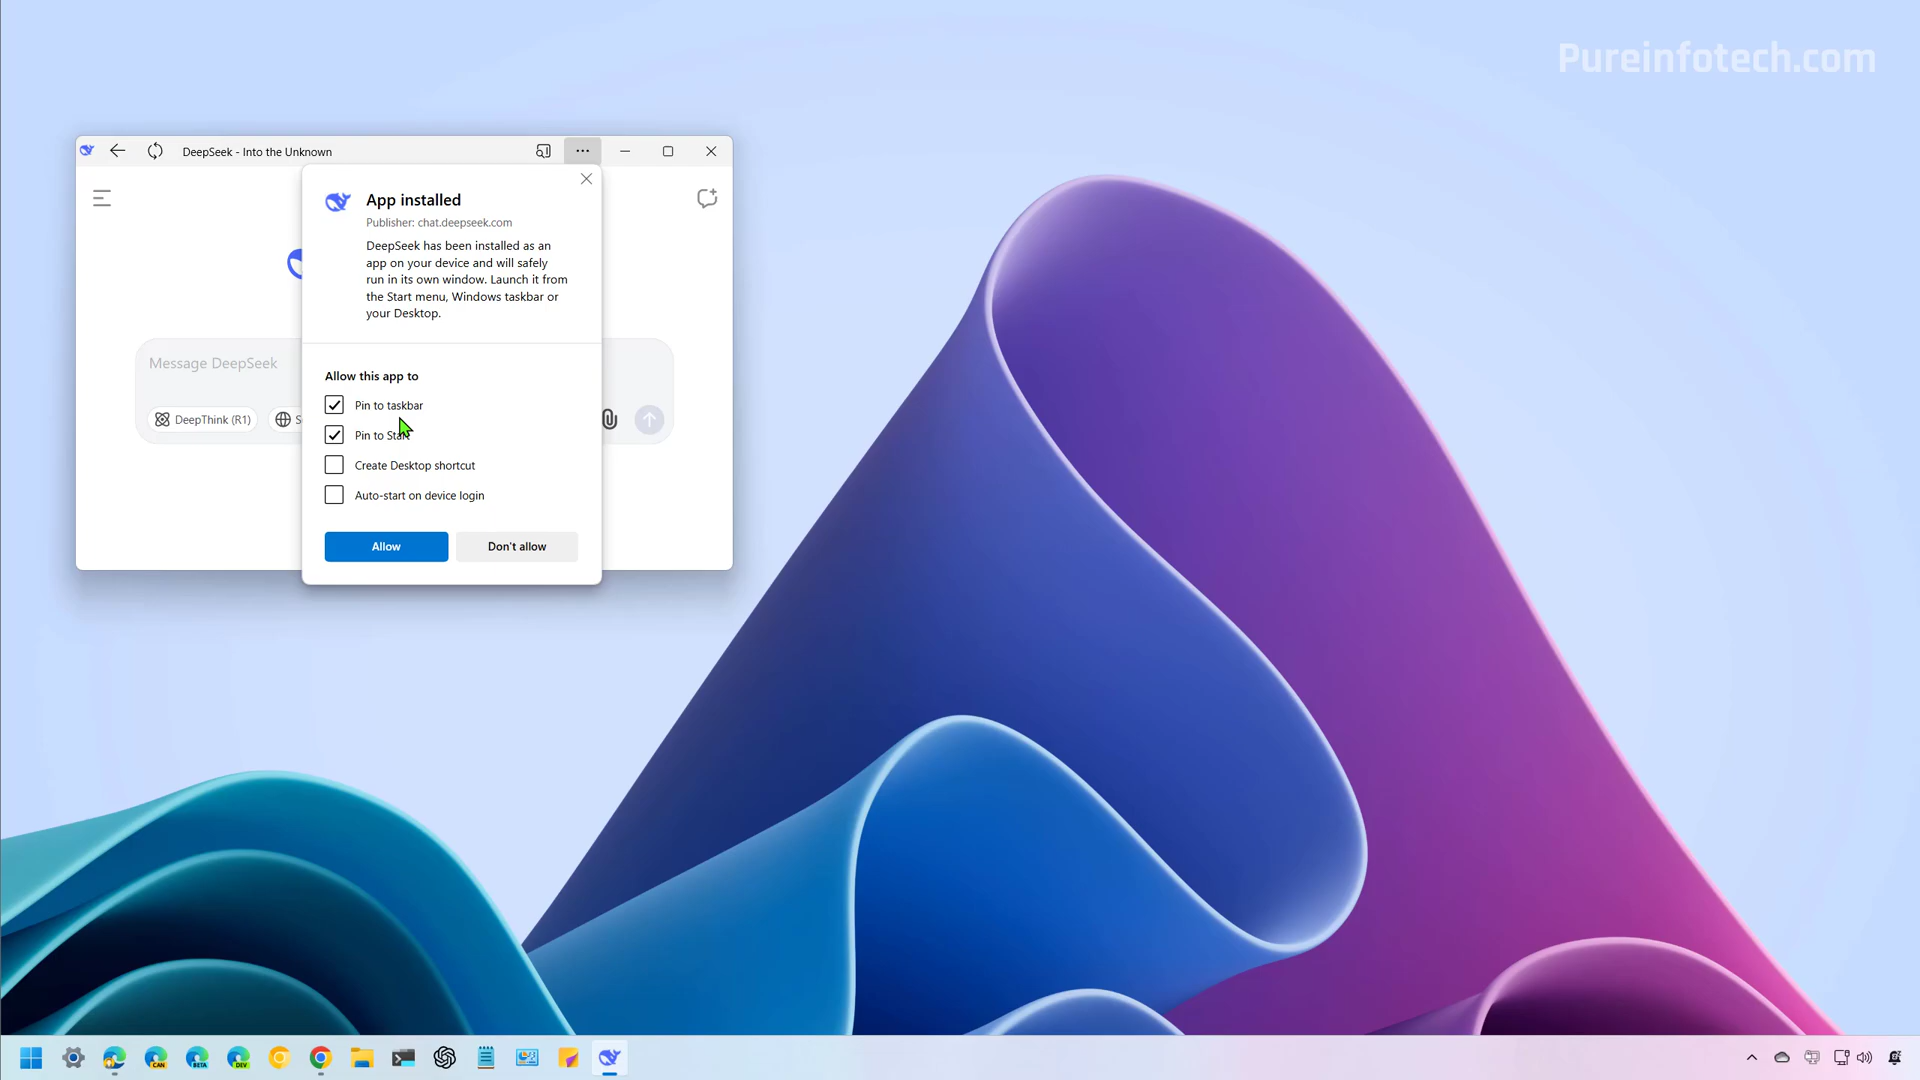 Pureinfotech.com
DeepSeek - Into the Unknown
App installed
Publisher: chat.deepseek.com
DeepSeek has been installed as an
app on your device and will safely
run in its own window. Launch it from
the Start menu, Windows taskbar or
your Desktop.
Message DeepSeek
Allow this app to
Pin to taskbar
DeepThink (R1)
Pin to Start
Create Desktop shortcut
Auto-start on device login
Allow
Don't allow
CAN
BETA
DEV